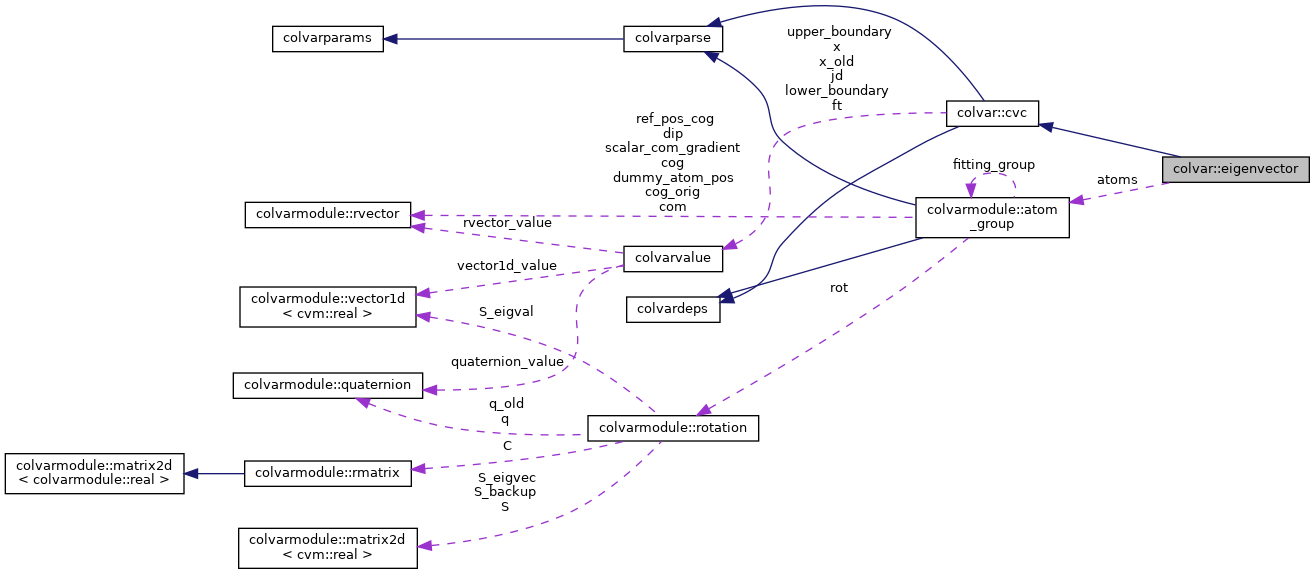 colvarparams
colvarparse
upper_boundary
x
x_old
jd
lower_boundary
ft
colvar::cvc
ref_pos_cog
dip
scalar_com_gradient
cog
dummy_atom_pos
cog_orig
com
fitting_group
atoms
colvar::eigenvector
colvarmodule::rvector
colvarmodule::atom
_group
rvector_value
colvarvalue
vector1d_value
colvarmodule::vector1d
< cvm::real >
S_eigval
colvardeps
rot
quaternion_value
colvarmodule::quaternion
q_old
q
colvarmodule::rotation
C
colvarmodule::matrix2d
< colvarmodule::real >
colvarmodule::rmatrix
S_eigvec
S_backup
S
colvarmodule::matrix2d
< cvm::real >